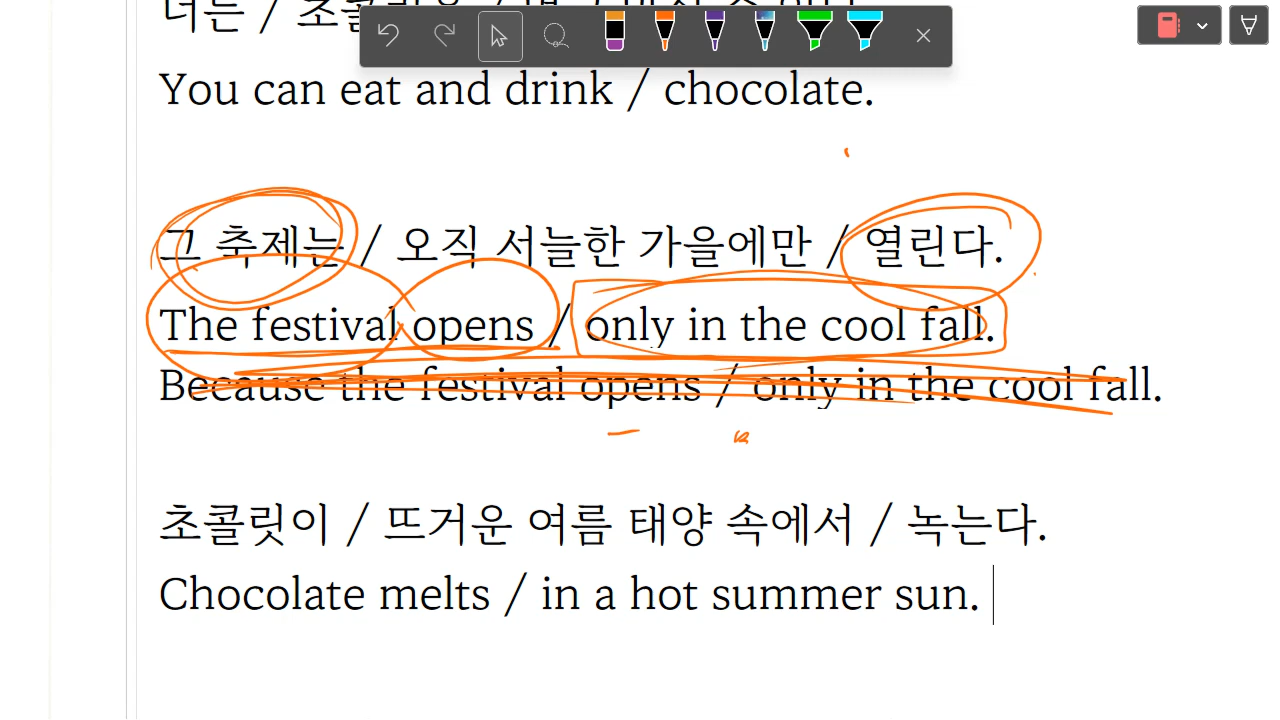 너는 /
You can eat and drink / chocolate.
그 축제는 / 오직 서늘한 가을에만 / 열린다.
The festival opens / only in the cool fall.
Because the festival opens / only in the cool fall.
초콜릿이 / 뜨거운 여름 태양 속에서 / 녹는다.
Chocolate melts / in a hot summer sun.